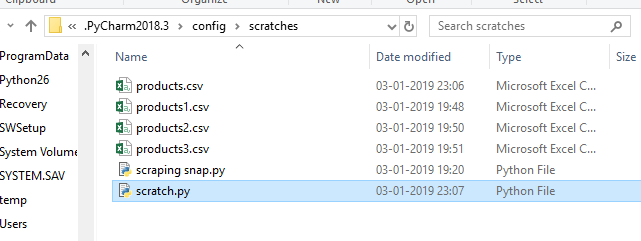 Clipboard Organize New Open Select
« .PyCharm2018.3 > config > scratches Search scratches
Name Date modified Type
ProgramData
Python26
Recovery
SWSetup
System Volume
SYSTEM.SAV
temp
Users
products.csv 03-01-2019 23:06 Microsoft Excel C...
products1.csv 03-01-2019 19:48 Microsoft Excel C...
products2.csv 03-01-2019 19:50 Microsoft Excel C...
products3.csv 03-01-2019 19:51 Microsoft Excel C...
scraping snap.py 03-01-2019 19:20 Python File
scratch.py 03-01-2019 23:07 Python File